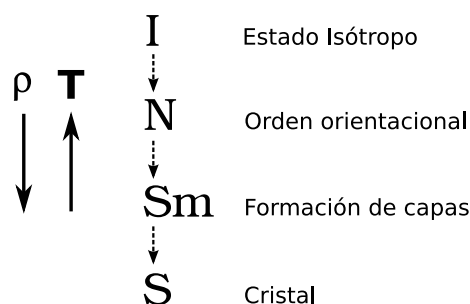 I Estado Isótropo
ρ T
N Orden orientacional
Sm Formación de capas
S Cristal